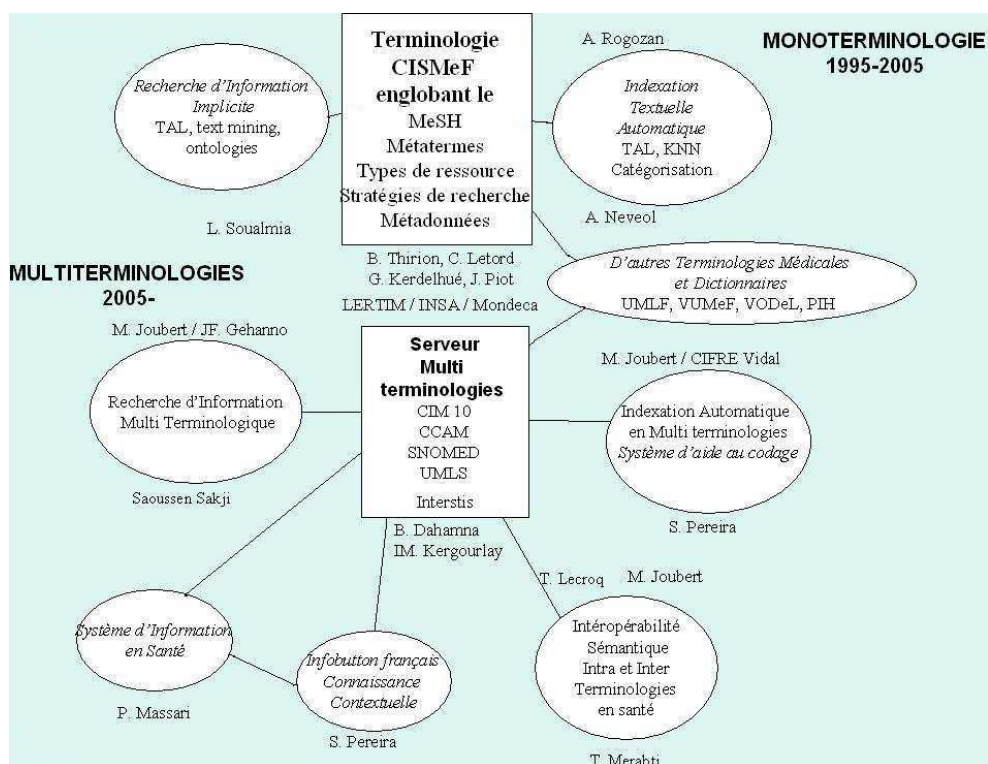 Terminologie
CISMeF
englobant le
MeSH
Métatermes
Types de ressource
Stratégies de recherche
Métadonnées
A. Rogozan
MONOTERMINOLOGIE
1995-2005
Recherche d'Information
Implicite
TAL, text mining,
ontologies
Indexation
Textuelle
Automatique
TAL, KNN
Catégorisation
L. Soualmia
A. Neveol
B. Thirion, C. Letord
G. Kerdelhué, J. Piot
LERTIM / INSA / Mondeca
D'autres Terminologies Médicales
et Dictionnaires
UMLF, VUMeF, VODeL, PIH
MULTITERMINOLOGIES
2005-
M. Joubert / JF. Gehanno
Serveur
Multi
terminologies
CIM 10
CCAM
SNOMED
UMLS
Interstis
M. Joubert / CIFRE Vidal
Recherche d'Information
Multi Terminologique
Indexation Automatique
en Multi terminologies
Système d'aide au codage
Saoussen Sakji
S. Pereira
B. Dahamna
IM. Kergourlay
T. Lecroq
M. Joubert
Système d'Information
en Santé
Infobutton français
Connaissance
Contextuelle
Intéropérabilité
Sémantique
Intra et Inter
Terminologies
en santé
P. Massari
S. Pereira
T. Merabti